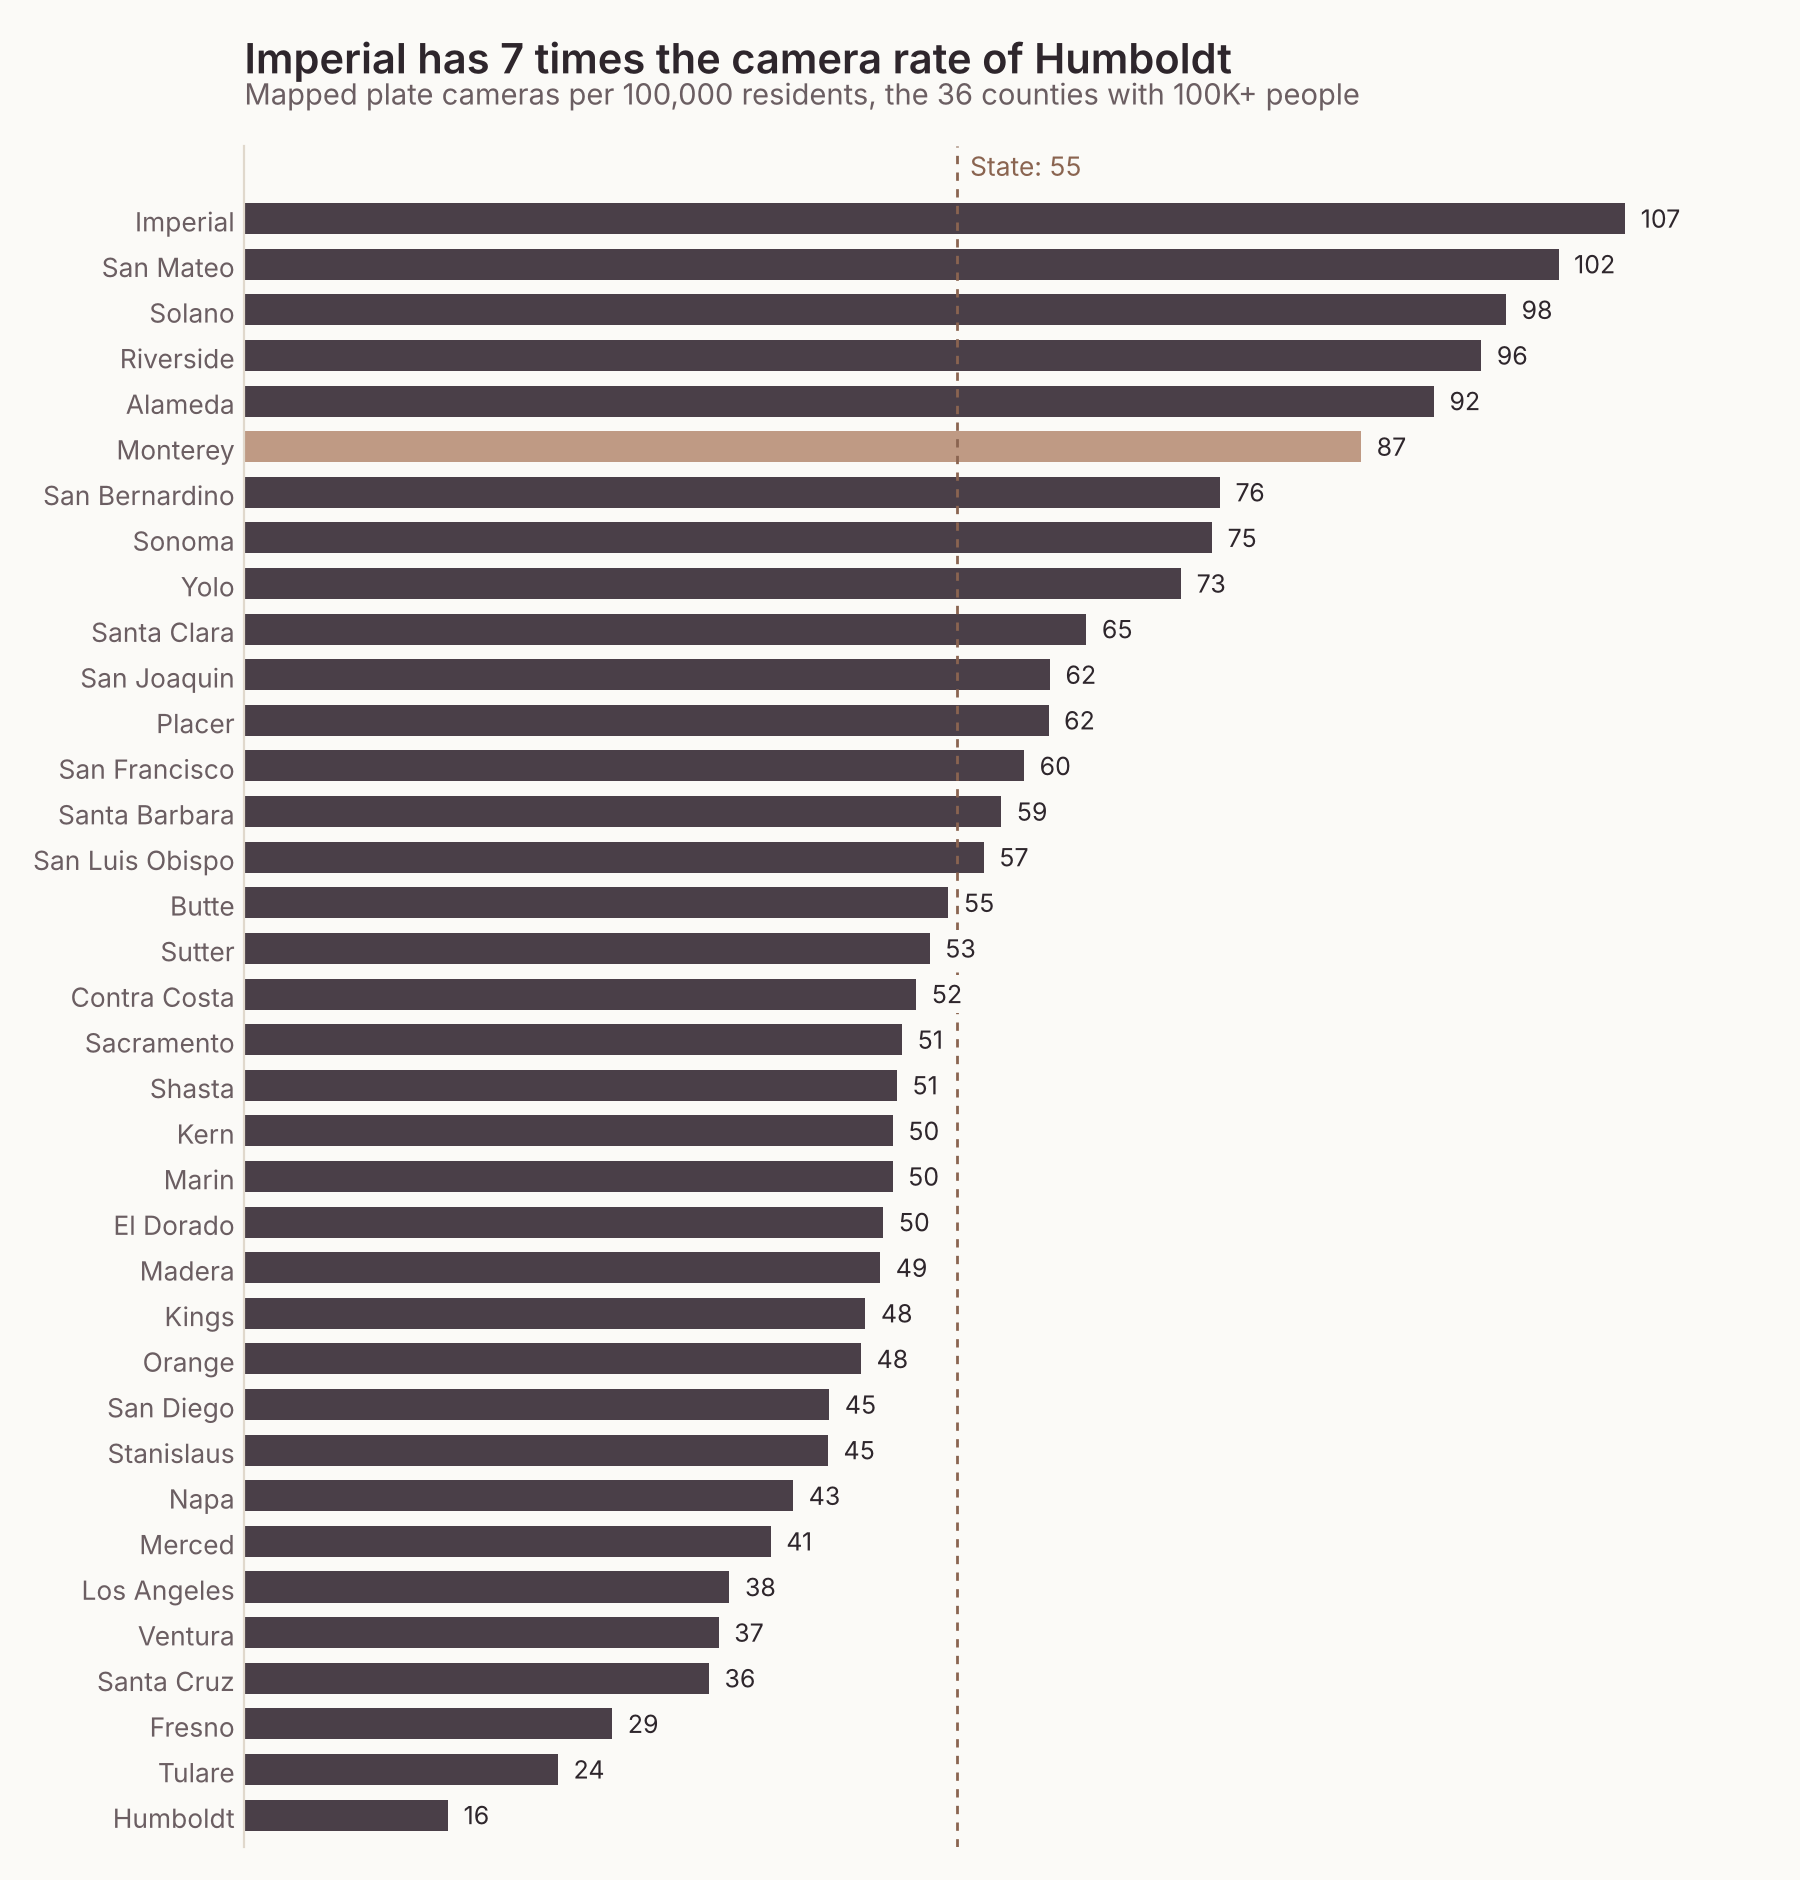 Imperial has 7 times the camera rate of Humboldt
Mapped plate cameras per 100,000 residents, the 36 counties with 100K+ people
State: 55
Imperial 107
San Mateo 102
Solano 98
Riverside 96
Alameda 92
Monterey 87
San Bernardino 76
Sonoma 75
Yolo 73
Santa Clara 65
San Joaquin 62
Placer 62
San Francisco 60
Santa Barbara 59
San Luis Obispo 57
Butte 55
Sutter 53
Contra Costa 52
Sacramento 51
Shasta 51
Kern 50
Marin 50
El Dorado 50
Madera 49
Kings 48
Orange 48
San Diego 45
Stanislaus 45
Napa 43
Merced 41
Los Angeles 38
Ventura 37
Santa Cruz 36
Fresno 29
Tulare 24
Humboldt 16